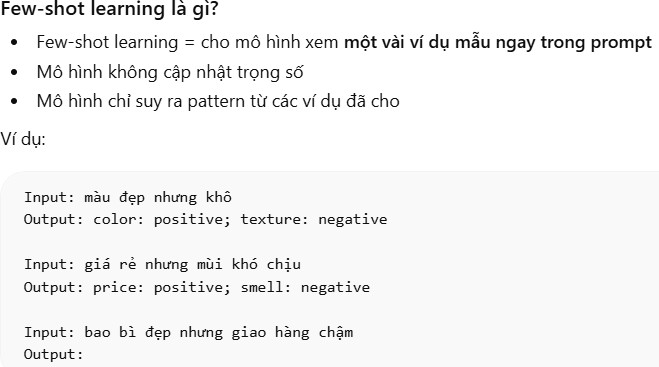 Few-shot learning là gì?
• Few-shot learning = cho mô hình xem một vài ví dụ mẫu ngay trong prompt
• Mô hình không cập nhật trọng số
• Mô hình chỉ suy ra pattern từ các ví dụ đã cho
Ví dụ:
Input: màu đẹp nhưng khô
Output: color: positive; texture: negative
Input: giá rẻ nhưng mùi khó chịu
Output: price: positive; smell: negative
Input: bao bì đẹp nhưng giao hàng chậm
Output: